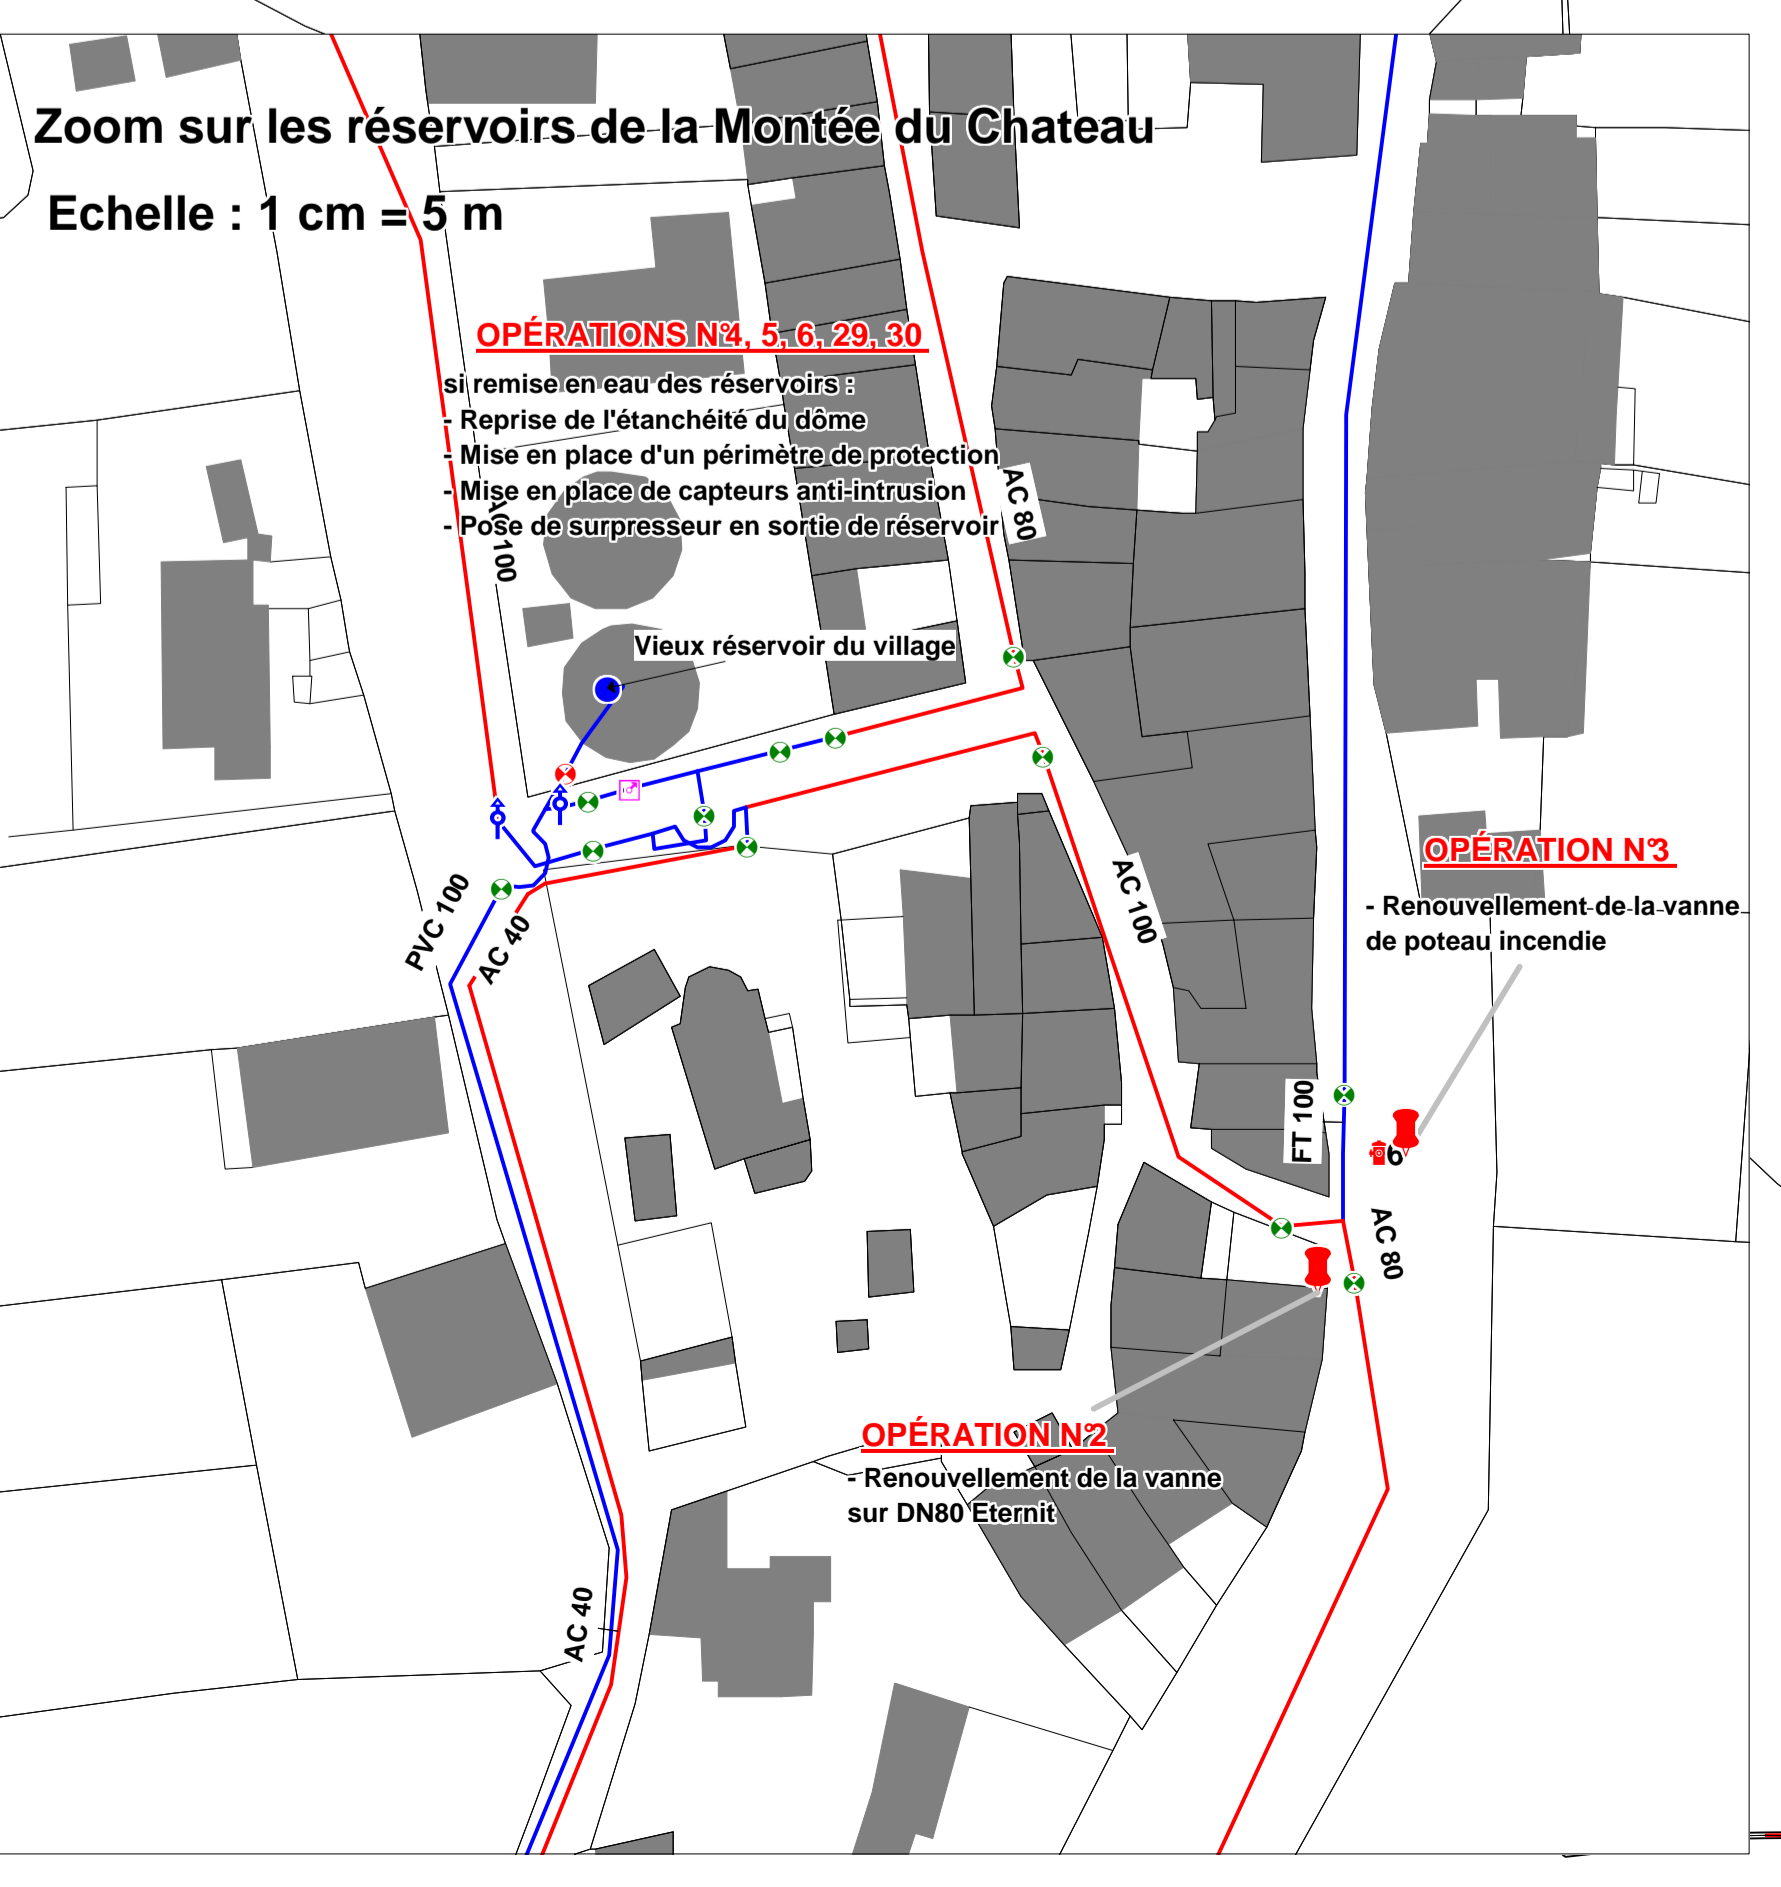 Zoom sur les réservoirs de la Montée du Chateau
Echelle : 1 cm = 5 m
OPÉRATIONS N°4, 5, 6, 29, 30
si remise en eau des réservoirs :
- Reprise de l'étanchéité du dôme
- Mise en place d'un périmètre de protection
- Mise en place de capteurs anti-intrusion
- Pose de surpresseur en sortie de réservoir
AC 100
AC 80
Vieux réservoir du village
OPÉRATION N°3
- Renouvellement de la vanne
de poteau incendie
PVC 100
AC 40
AC 100
FT 100
6
AC 80
OPÉRATION N°2
- Renouvellement de la vanne
sur DN80 Eternit
AC 40